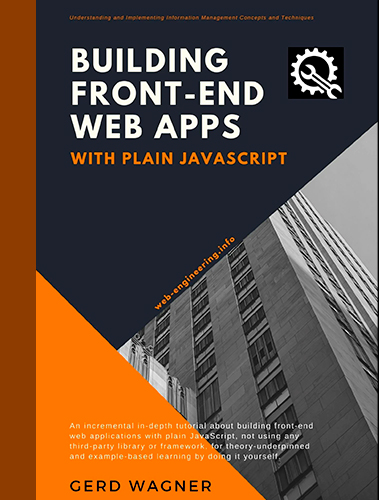 Understanding and Implementing Information Management Concepts and Techniques
BUILDING
FRONT-END
WEB APPS
WITH PLAIN JAVASCRIPT
web-engineering.info
An incremental in-depth tutorial about building front-end
web applications with plain JavaScript, not using any
third-party library or framework, for theory-underpinned
and example-based learning by doing it yourself.
GERD WAGNER